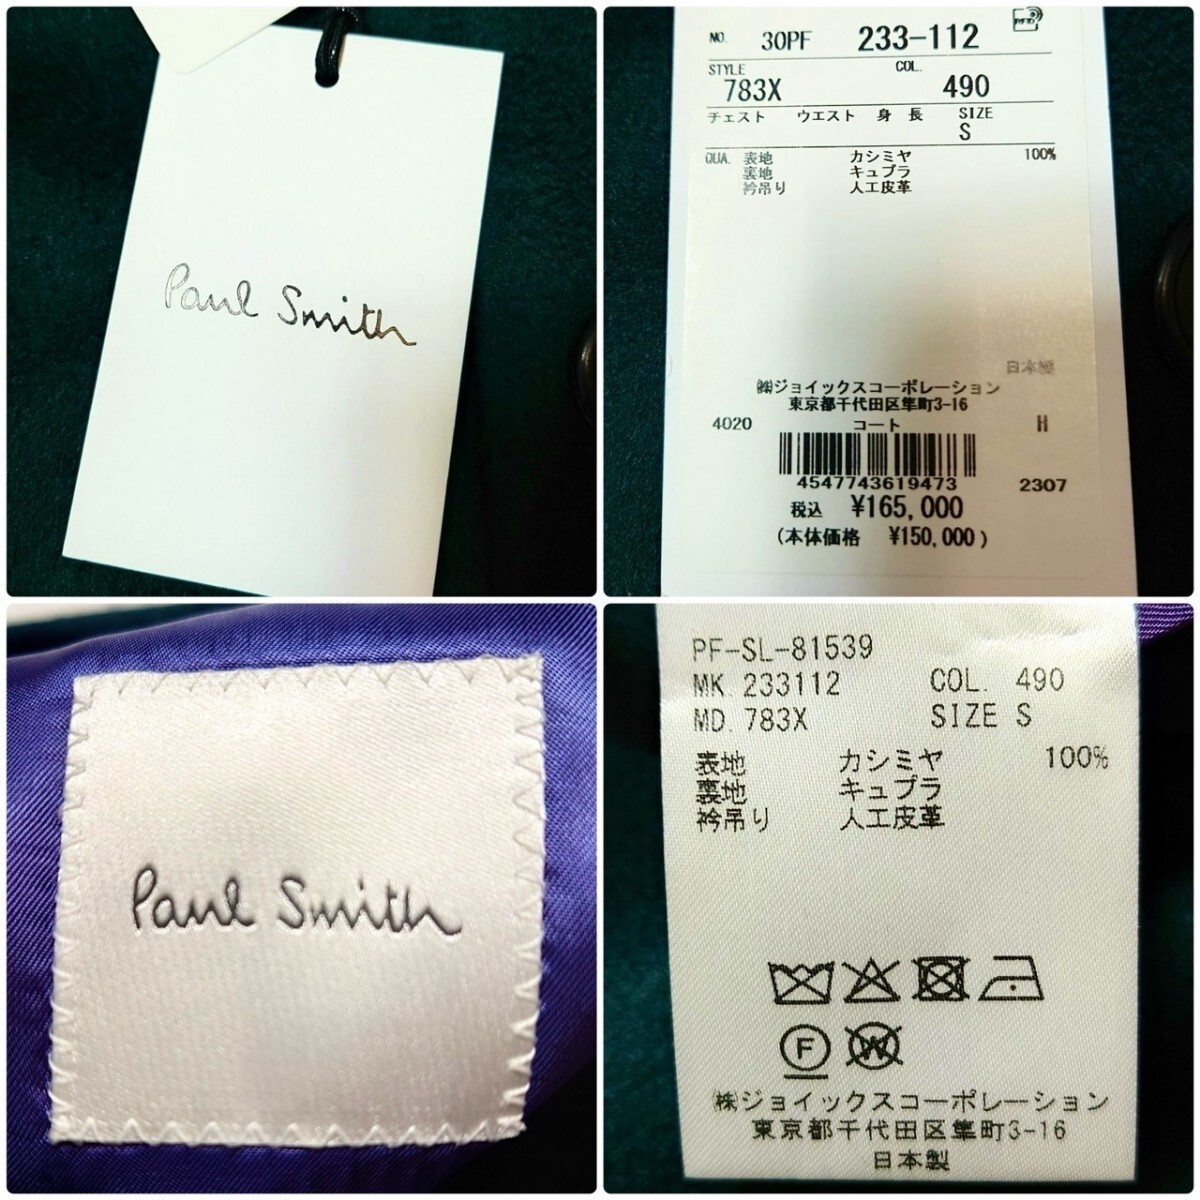 Paul Smith
NO. 30PF 233-112
RFID
STYLE COL.
783X 490
チェスト ウエスト 身長 SIZE
S
QUA. 表地 カシミヤ 100%
裏地 キュプラ
衿吊り 人工皮革
日本製
㈱ジョイックスコーポレーション
東京都千代田区隼町3-16
4020 コート H
4547743619473 2307
税込 ¥165,000
(本体価格 ¥150,000)
Paul Smith
PF-SL-81539
MK. 233112 COL. 490
MD. 783X SIZE S
表地 カシミヤ 100%
裏地 キュプラ
衿吊り 人工皮革
F W
㈱ジョイックスコーポレーション
東京都千代田区隼町3-16
日本製